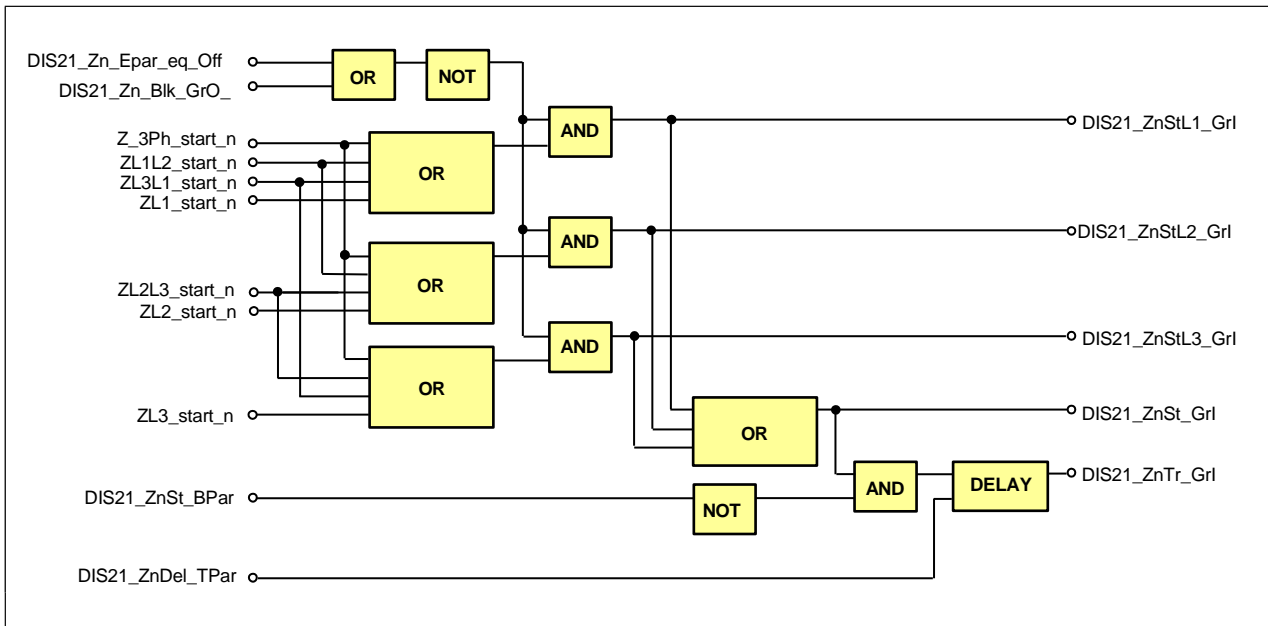 DIS21_Zn_Epar_eq_Off
OR
NOT
DIS21_Zn_Blk_GrO_
AND
DIS21_ZnStL1_GrI
Z_3Ph_start_n
ZL1L2_start_n
OR
ZL3L1_start_n
ZL1_start_n
AND
DIS21_ZnStL2_GrI
OR
ZL2L3_start_n
ZL2_start_n
AND
DIS21_ZnStL3_GrI
OR
ZL3_start_n
OR
DIS21_ZnSt_GrI
DIS21_ZnSt_BPar
NOT
AND
DELAY
DIS21_ZnTr_GrI
DIS21_ZnDel_TPar